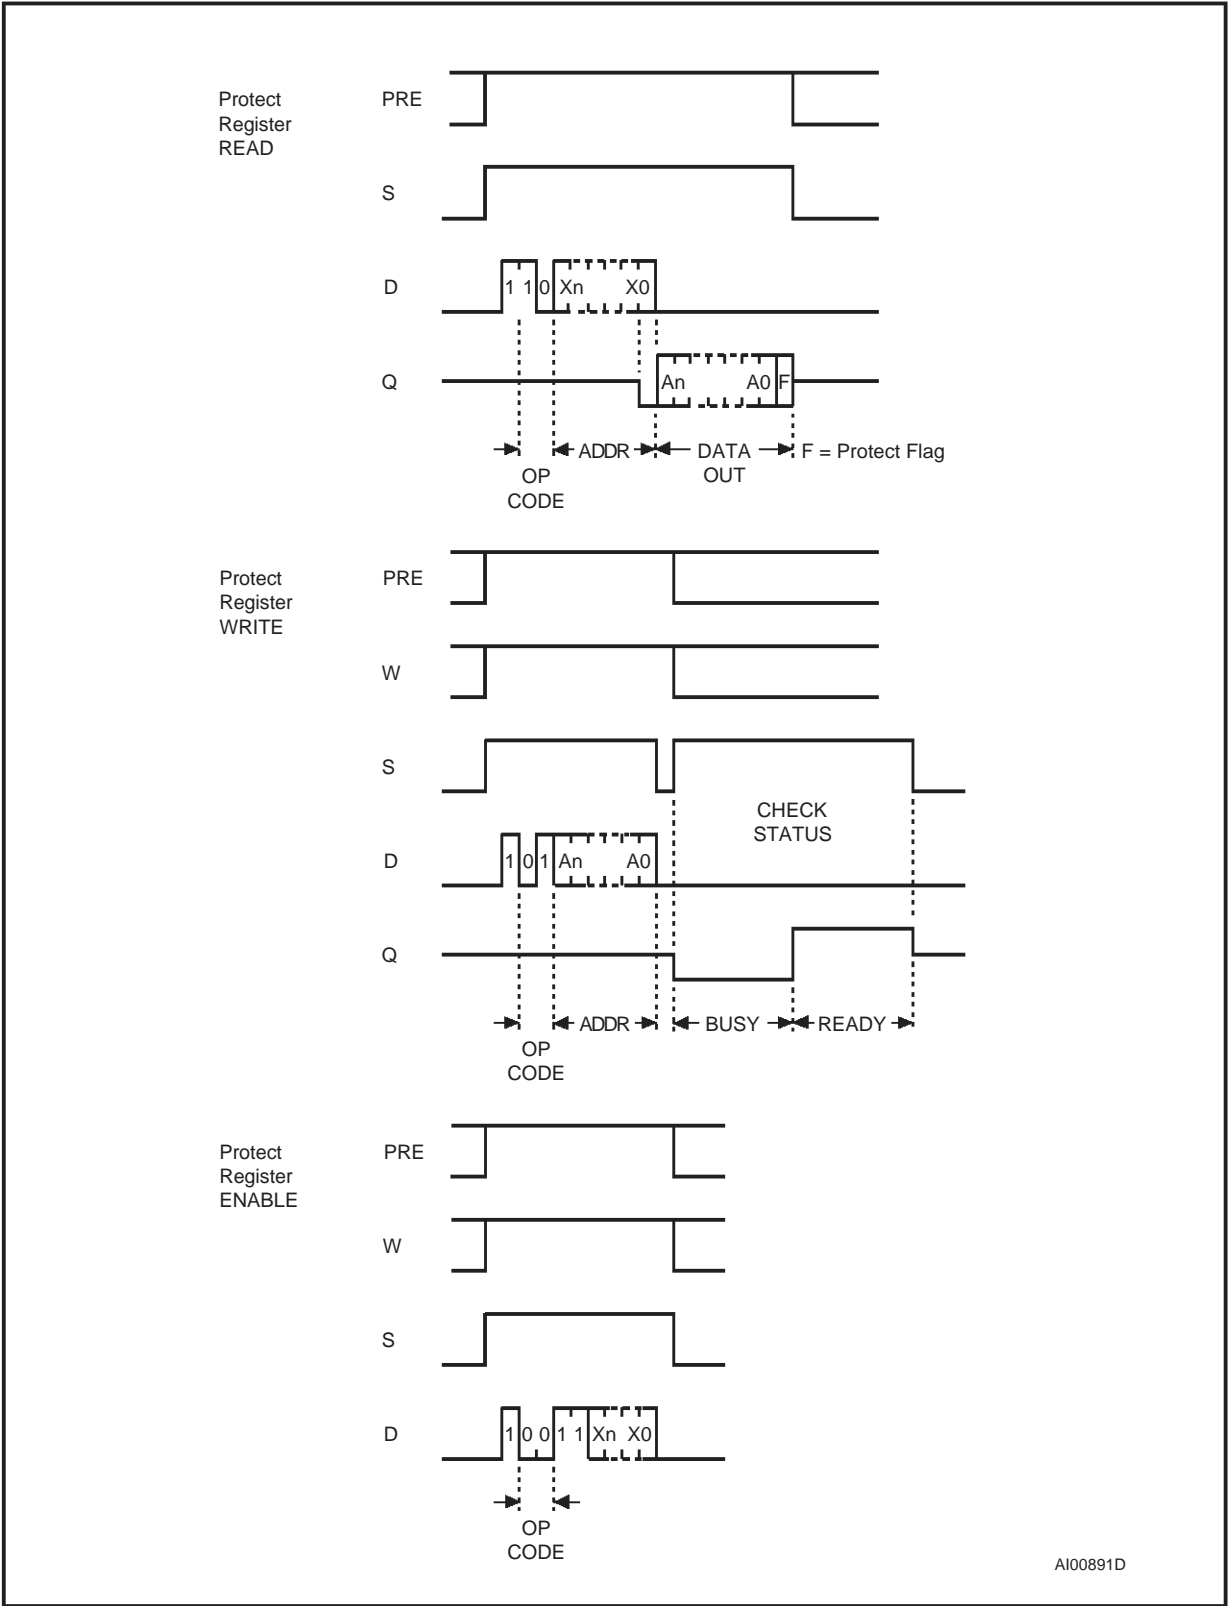 Protect
Register
READ
PRE
S
D
1 1 0 Xn X0
Q
An A0 F
ADDR DATA F = Protect Flag
OUT
OP
CODE
Protect
Register
WRITE
PRE
W
S
CHECK
STATUS
D
1 0 1 An A0
Q
ADDR BUSY READY
OP
CODE
Protect
Register
ENABLE
PRE
W
S
D
1 0 0 1 1 Xn X0
OP
CODE
AI00891D